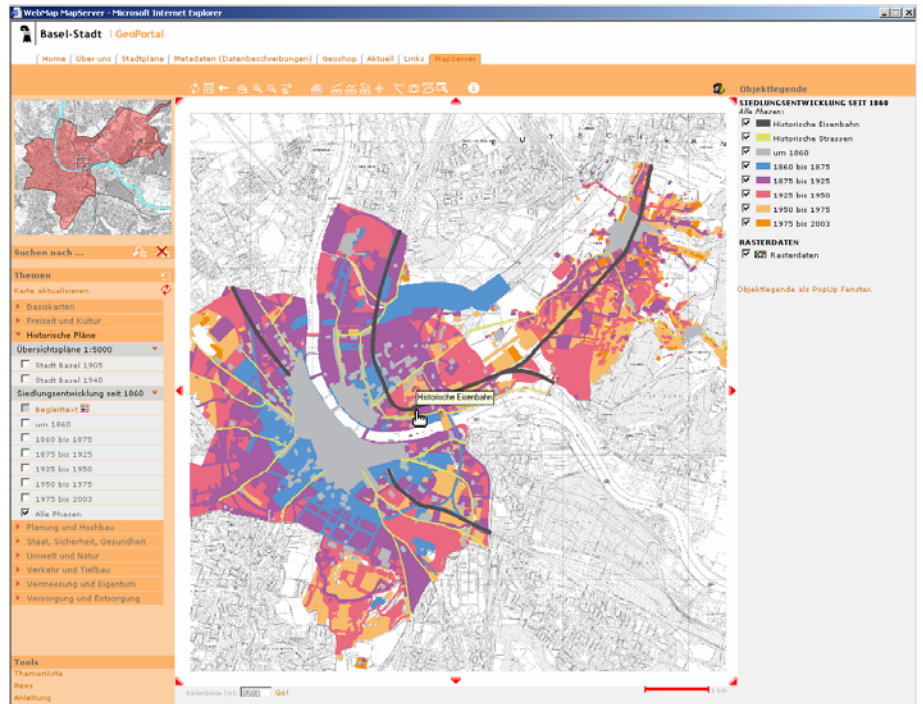 WebMap MapServer - Microsoft Internet Explorer
Basel-Stadt | GeoPortal
Home | Über uns | Stadtpläne | Metadaten (Datenbeschreibungen) | Geoshop | Aktuell | Links | MapServer
Suchen nach ...
Themen
Karte aktualisieren
Basiskarten
Freizeit und Kultur
Historische Pläne
Übersichtspläne 1:5000
Stadt Basel 1905
Stadt Basel 1940
Siedlungsentwicklung seit 1860
Begleittext
um 1860
1860 bis 1875
1875 bis 1925
1925 bis 1950
1950 bis 1975
1975 bis 2003
Alle Phasen
Planung und Hochbau
Staat, Sicherheit, Gesundheit
Umwelt und Natur
Verkehr und Tiefbau
Vermessung und Eigentum
Versorgung und Entsorgung
Tools
Themenliste
News
Anleitung
Historische Eisenbahn
Kartenbreite [m]: 8580 Go!
1 km
Objektlegende
SIEDLUNGSENTWICKLUNG SEIT 1860
Alle Phasen:
Historische Eisenbahn
Historische Strassen
um 1860
1860 bis 1875
1875 bis 1925
1925 bis 1950
1950 bis 1975
1975 bis 2003
RASTERDATEN
Rasterdaten
Objektlegende als PopUp Fenster.